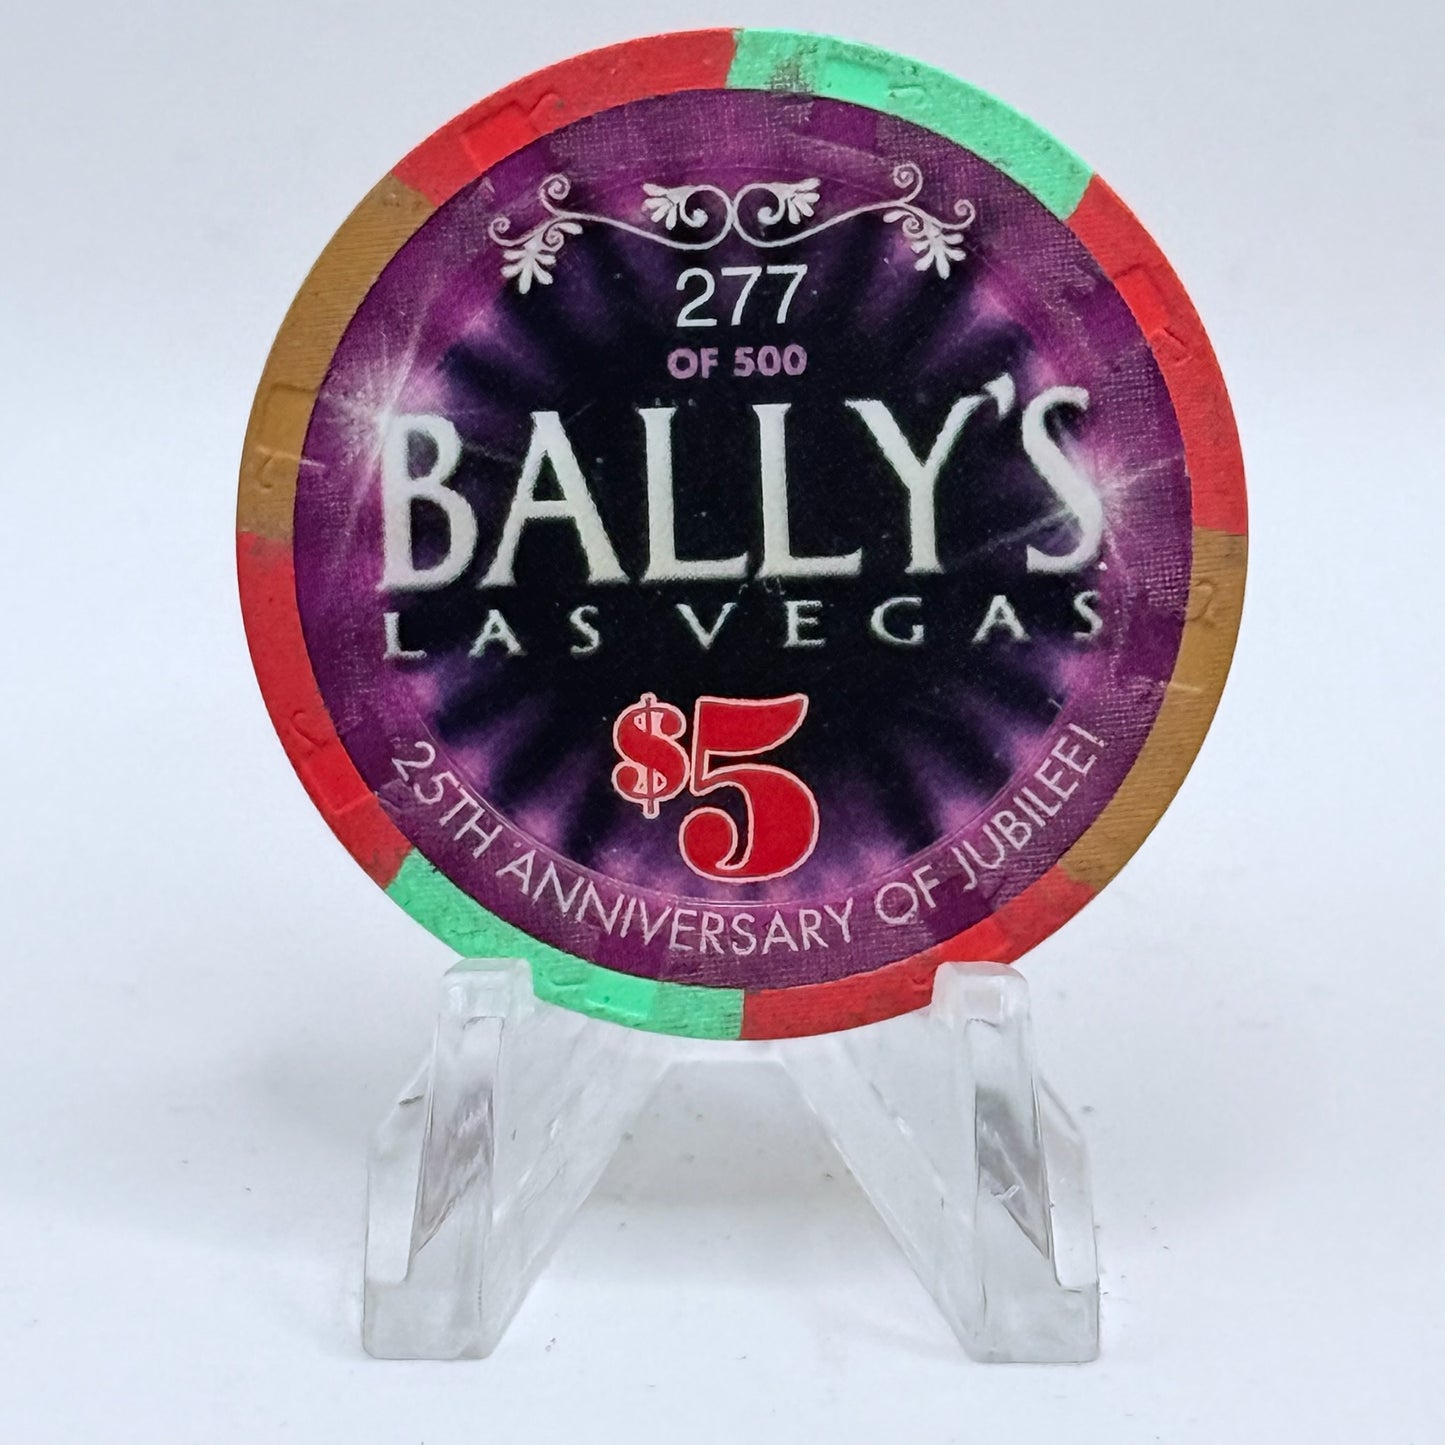 277
OF 500
BALLY'S
LAS VEGAS
$5
25TH ANNIVERSARY OF JUBILEE!